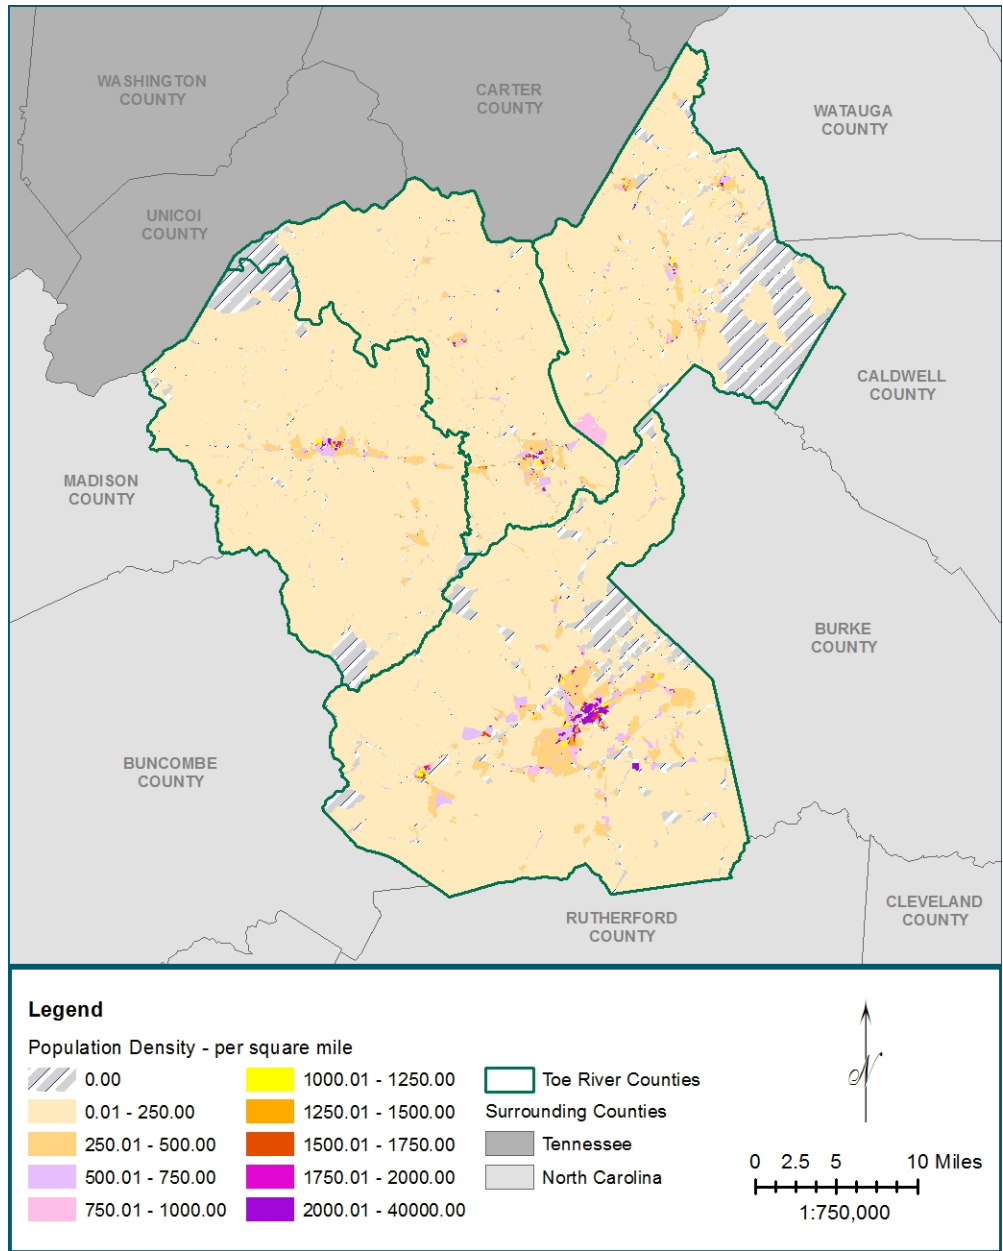 WASHINGTON
COUNTY
CARTER
COUNTY
WATAUGA
COUNTY
UNICOI
COUNTY
CALDWELL
COUNTY
MADISON
COUNTY
BURKE
COUNTY
BUNCOMBE
COUNTY
CLEVELAND
COUNTY
RUTHERFORD
COUNTY
Legend
Population Density - per square mile
0.00
0.01 - 250.00
250.01 - 500.00
500.01 - 750.00
750.01 - 1000.00
1000.01 - 1250.00
1250.01 - 1500.00
1500.01 - 1750.00
1750.01 - 2000.00
2000.01 - 40000.00
Toe River Counties
Surrounding Counties
Tennessee
North Carolina
N
0 2.5 5 10 Miles
1:750,000